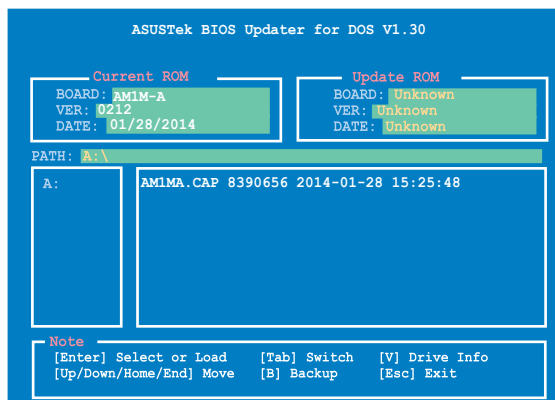 ASUSTek BIOS Updater for DOS V1.30
Current ROM
BOARD: AM1M-A
VER: 0212
DATE: 01/28/2014
Update ROM
BOARD: Unknown
VER: Unknown
DATE: Unknown
PATH: A:\
A:
AM1MA.CAP 8390656 2014-01-28 15:25:48
Note
[Enter] Select or Load [Tab] Switch [V] Drive Info
[Up/Down/Home/End] Move [B] Backup [Esc] Exit